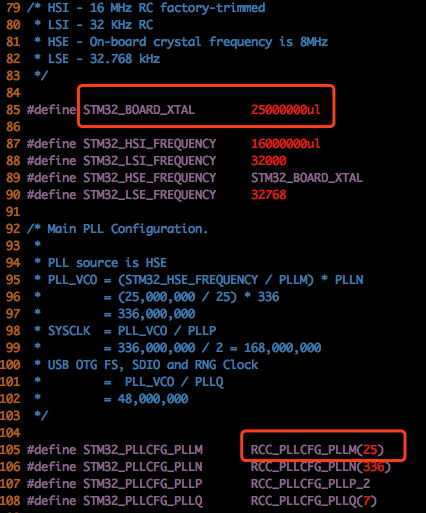 79 /* HSI - 16 MHz RC factory-trimmed
80  * LSI - 32 KHz RC
81  * HSE - On-board crystal frequency is 8MHz
82  * LSE - 32.768 kHz
83  */
84
85 #define STM32_BOARD_XTAL 25000000ul
86
87 #define STM32_HSI_FREQUENCY 16000000ul
88 #define STM32_LSI_FREQUENCY 32000
89 #define STM32_HSE_FREQUENCY STM32_BOARD_XTAL
90 #define STM32_LSE_FREQUENCY 32768
91
92 /* Main PLL Configuration.
93  *
94  * PLL source is HSE
95  * PLL_VCO = (STM32_HSE_FREQUENCY / PLLM) * PLLN
96  *         = (25,000,000 / 25) * 336
97  *         = 336,000,000
98  * SYSCLK  = PLL_VCO / PLLP
99  *         = 336,000,000 / 2 = 168,000,000
100  * USB OTG FS, SDIO and RNG Clock
101  *         =  PLL_VCO / PLLQ
102  *         = 48,000,000
103  */
104
105 #define STM32_PLLCFG_PLLM RCC_PLLCFG_PLLM(25)
106 #define STM32_PLLCFG_PLLN RCC_PLLCFG_PLLN(336)
107 #define STM32_PLLCFG_PLLP RCC_PLLCFG_PLLP_2
108 #define STM32_PLLCFG_PLLQ RCC_PLLCFG_PLLQ(7)